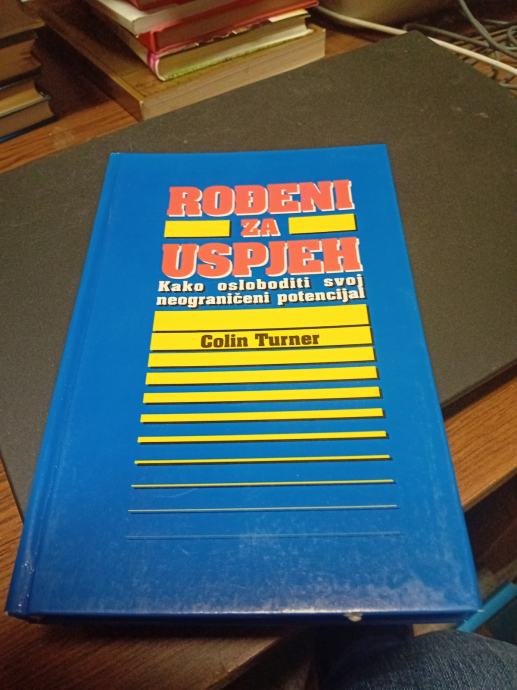 ROĐENI
ZA
USPJEH
Kako osloboditi svoj
neograničeni potencijal
Colin Turner